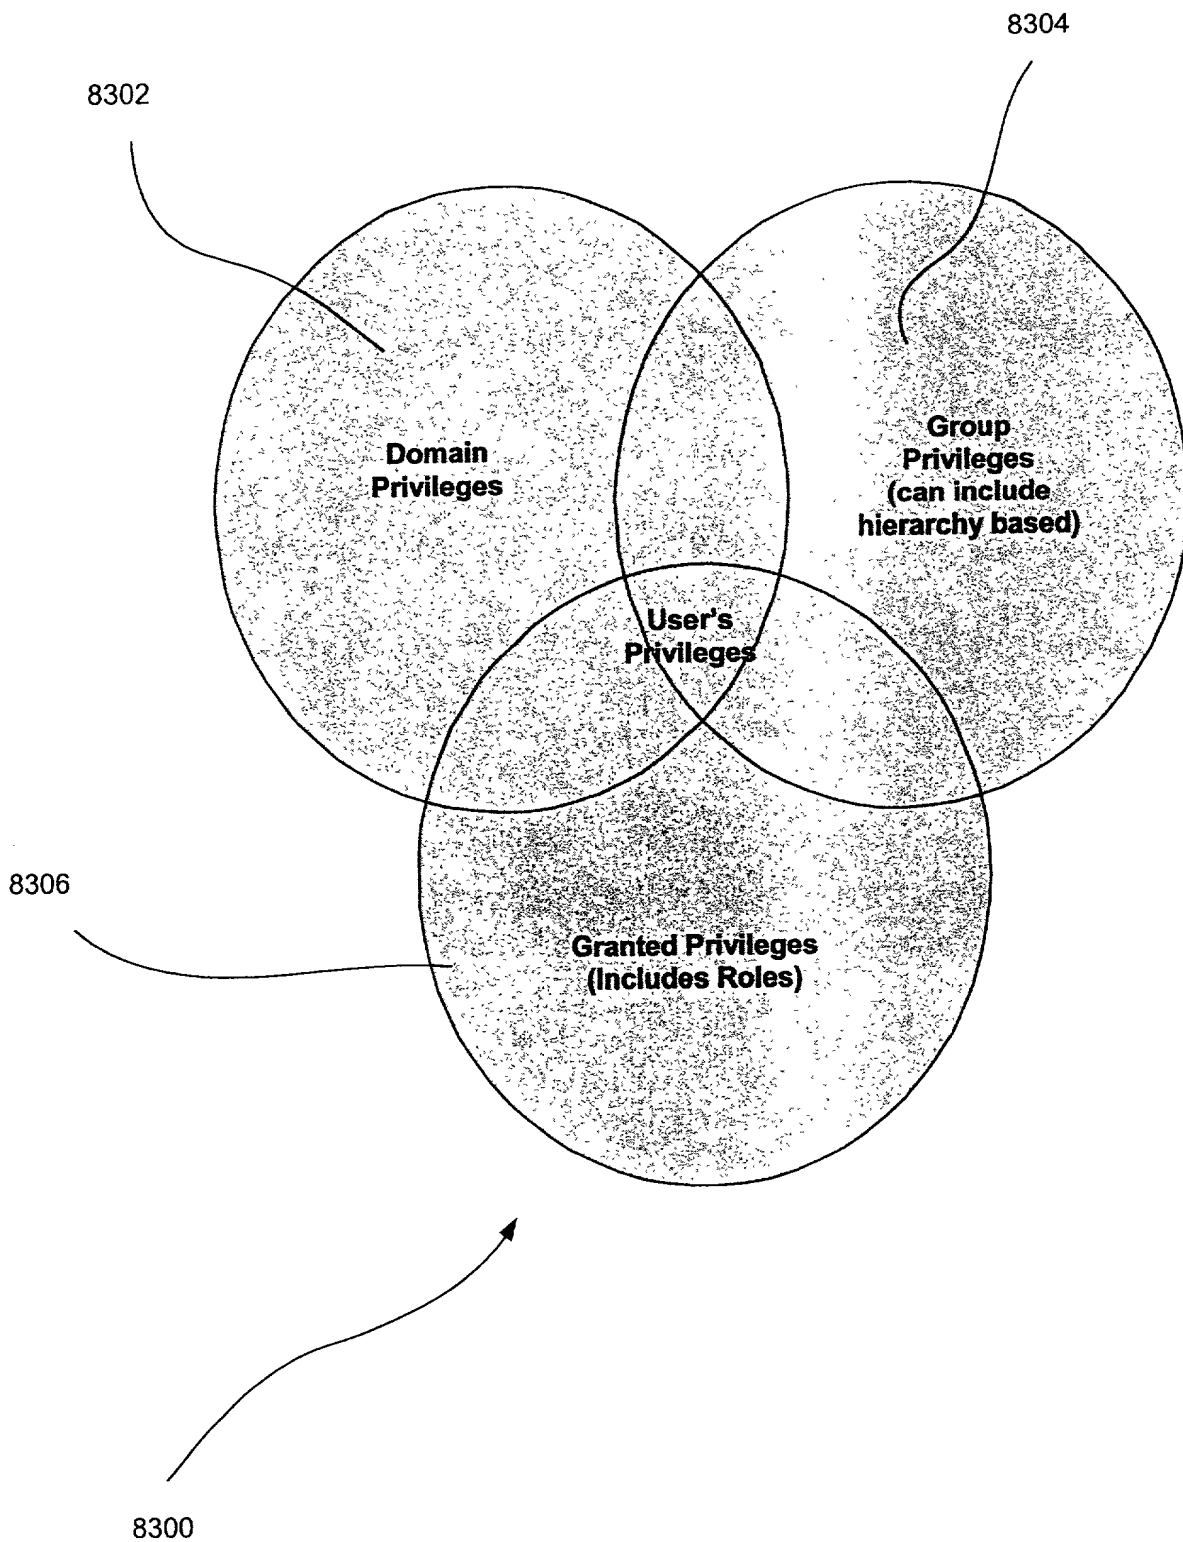 8304
8302
Domain
Privileges
Group
Privileges
(can include
hierarchy based)
User's
Privileges
8306
Granted Privileges
(Includes Roles)
8300